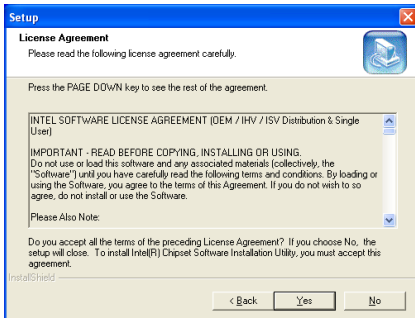 Setup
License Agreement
Please read the following license agreement carefully.
Press the PAGE DOWN key to see the rest of the agreement.
INTEL SOFTWARE LICENSE AGREEMENT (OEM / IHV / ISV Distribution & Single
User)
IMPORTANT - READ BEFORE COPYING, INSTALLING OR USING.
Do not use or load this software and any associated materials (collectively, the
"Software") until you have carefully read the following terms and conditions. By loading or
using the Software, you agree to the terms of this Agreement. If you do not wish to so
agree, do not install or use the Software.
Please Also Note:
Do you accept all the terms of the preceding License Agreement? If you choose No, the
setup will close. To install Intel(R) Chipset Software Installation Utility, you must accept this
agreement.
InstallShield
< Back Yes No